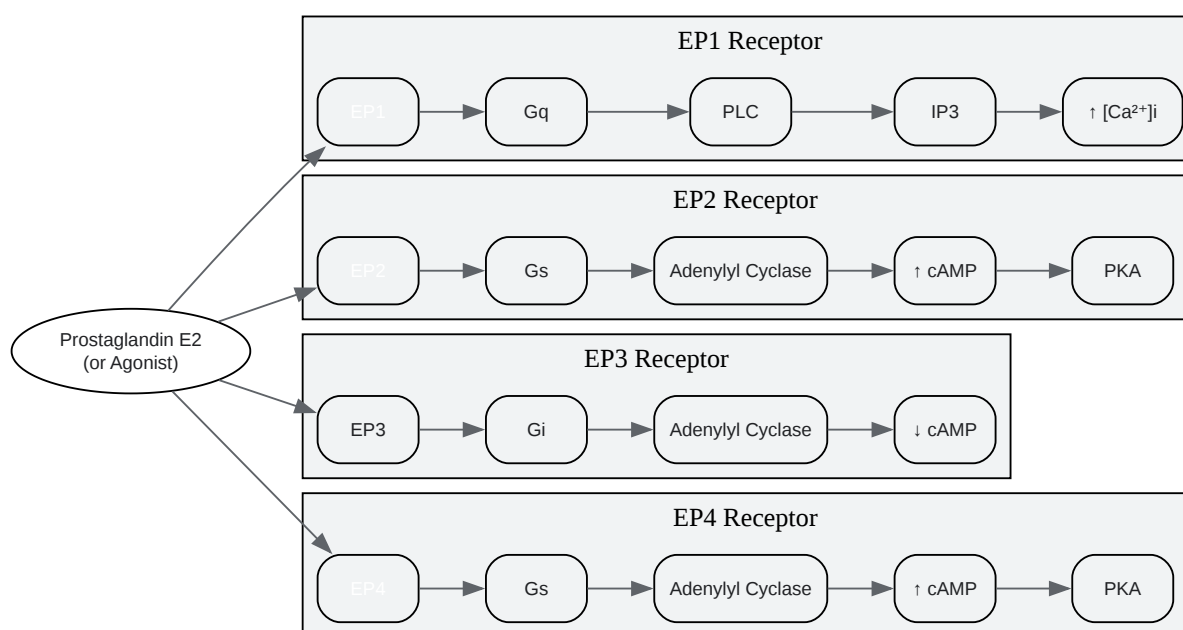 EP1 Receptor
EP1
Gq
PLC
IP3
↑ [Ca²⁺]i
EP2 Receptor
EP2
Gs
Adenylyl Cyclase
↑ cAMP
PKA
Prostaglandin E2
(or Agonist)
EP3 Receptor
EP3
Gi
Adenylyl Cyclase
↓ cAMP
EP4 Receptor
EP4
Gs
Adenylyl Cyclase
↑ cAMP
PKA